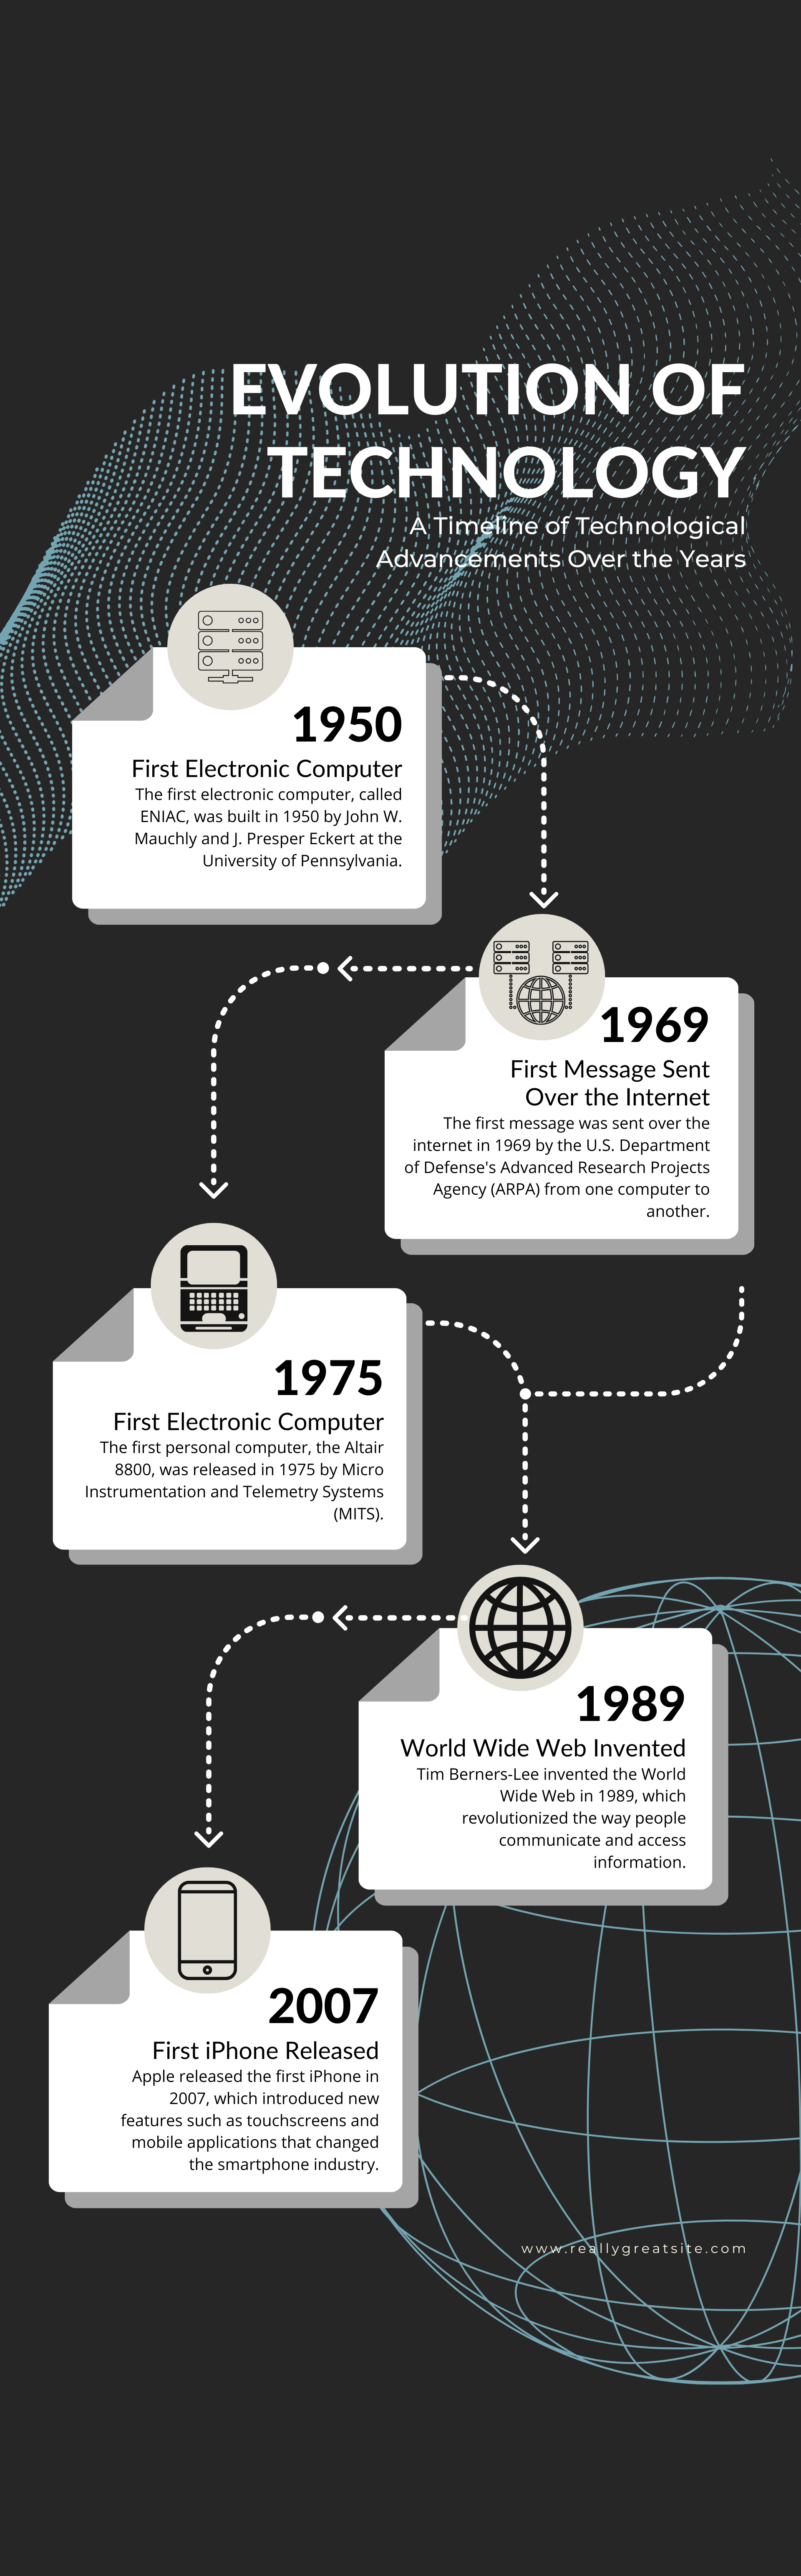 EVOLUTION OF
TECHNOLOGY
A Timeline of Technological
Advancements Over the Years
1950
First Electronic Computer
The first electronic computer, called
ENIAC, was built in 1950 by John W.
Mauchly and J. Presper Eckert at the
University of Pennsylvania.
1969
First Message Sent
Over the Internet
The first message was sent over the
internet in 1969 by the U.S. Department
of Defense's Advanced Research Projects
Agency (ARPA) from one computer to
another.
1975
First Electronic Computer
The first personal computer, the Altair
8800, was released in 1975 by Micro
Instrumentation and Telemetry Systems
(MITS).
1989
World Wide Web Invented
Tim Berners-Lee invented the World
Wide Web in 1989, which
revolutionized the way people
communicate and access
information.
2007
First iPhone Released
Apple released the first iPhone in
2007, which introduced new
features such as touchscreens and
mobile applications that changed
the smartphone industry.
www.reallygreatsite.com